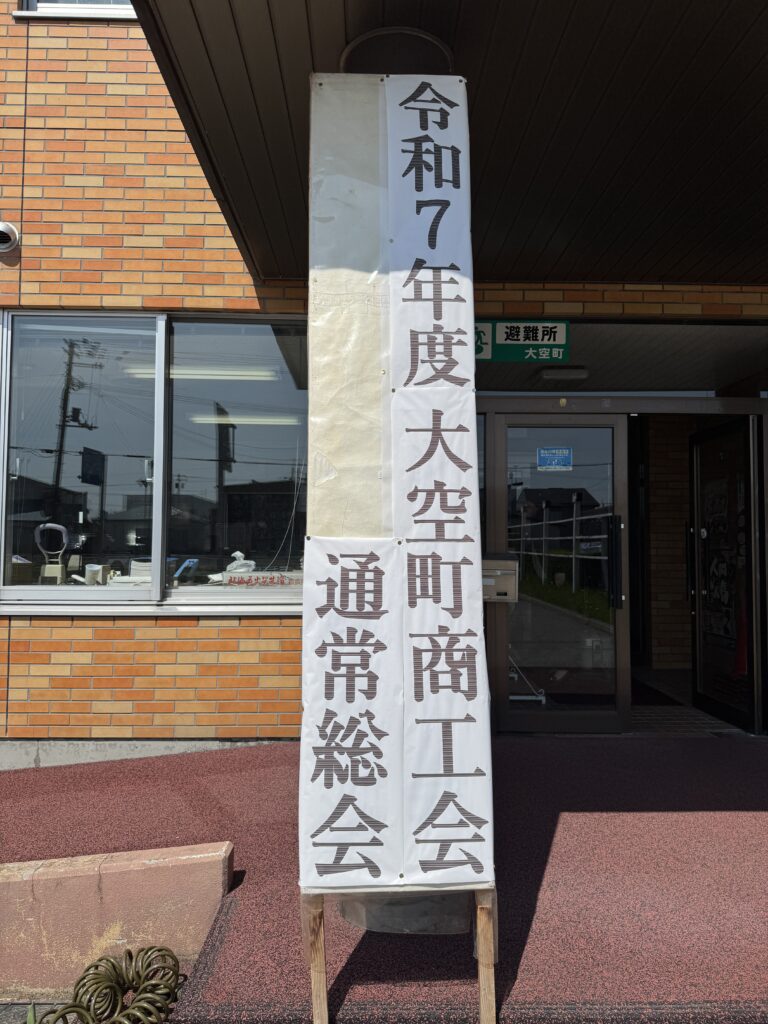 令和7年度 大空町商工会
通常総会
避難所
大空町